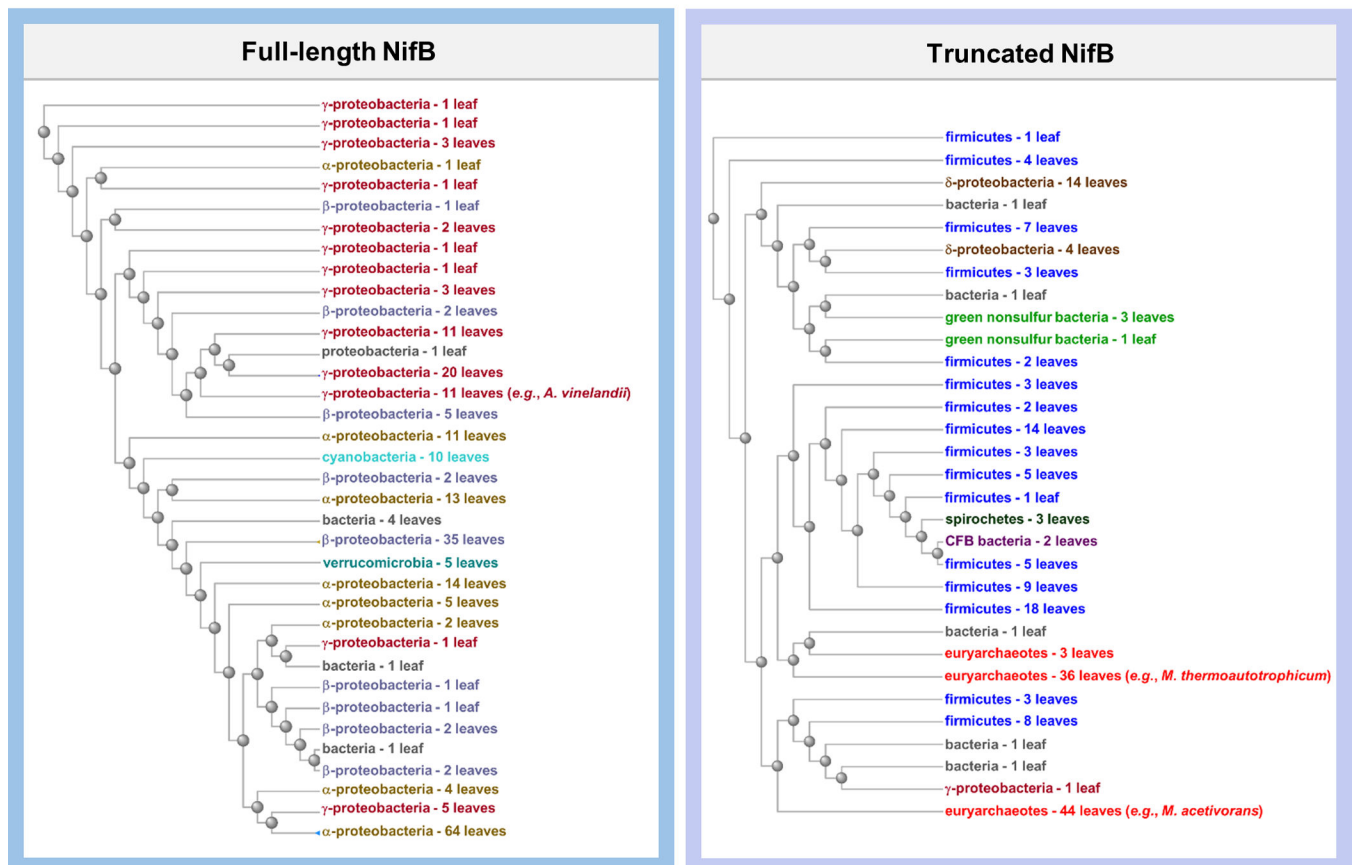 Full-length NifB
γ-proteobacteria - 1 leaf
γ-proteobacteria - 1 leaf
γ-proteobacteria - 3 leaves
α-proteobacteria - 1 leaf
γ-proteobacteria - 1 leaf
β-proteobacteria - 1 leaf
γ-proteobacteria - 2 leaves
γ-proteobacteria - 1 leaf
γ-proteobacteria - 1 leaf
γ-proteobacteria - 3 leaves
β-proteobacteria - 2 leaves
γ-proteobacteria - 11 leaves
proteobacteria - 1 leaf
γ-proteobacteria - 20 leaves
γ-proteobacteria - 11 leaves (e.g., A. vinelandii)
β-proteobacteria - 5 leaves
α-proteobacteria - 11 leaves
cyanobacteria - 10 leaves
β-proteobacteria - 2 leaves
α-proteobacteria - 13 leaves
bacteria - 4 leaves
β-proteobacteria - 35 leaves
verrucomicrobia - 5 leaves
α-proteobacteria - 14 leaves
α-proteobacteria - 5 leaves
α-proteobacteria - 2 leaves
γ-proteobacteria - 1 leaf
bacteria - 1 leaf
β-proteobacteria - 1 leaf
β-proteobacteria - 1 leaf
β-proteobacteria - 2 leaves
bacteria - 1 leaf
β-proteobacteria - 2 leaves
α-proteobacteria - 4 leaves
γ-proteobacteria - 5 leaves
α-proteobacteria - 64 leaves
Truncated NifB
firmicutes - 1 leaf
firmicutes - 4 leaves
δ-proteobacteria - 14 leaves
bacteria - 1 leaf
firmicutes - 7 leaves
δ-proteobacteria - 4 leaves
firmicutes - 3 leaves
bacteria - 1 leaf
green nonsulfur bacteria - 3 leaves
green nonsulfur bacteria - 1 leaf
firmicutes - 2 leaves
firmicutes - 3 leaves
firmicutes - 2 leaves
firmicutes - 14 leaves
firmicutes - 3 leaves
firmicutes - 5 leaves
firmicutes - 1 leaf
spirochetes - 3 leaves
CFB bacteria - 2 leaves
firmicutes - 5 leaves
firmicutes - 9 leaves
firmicutes - 18 leaves
bacteria - 1 leaf
euryarchaeotes - 3 leaves
euryarchaeotes - 36 leaves (e.g., M. thermoautotrophicum)
firmicutes - 3 leaves
firmicutes - 8 leaves
bacteria - 1 leaf
bacteria - 1 leaf
γ-proteobacteria - 1 leaf
euryarchaeotes - 44 leaves (e.g., M. acetivorans)